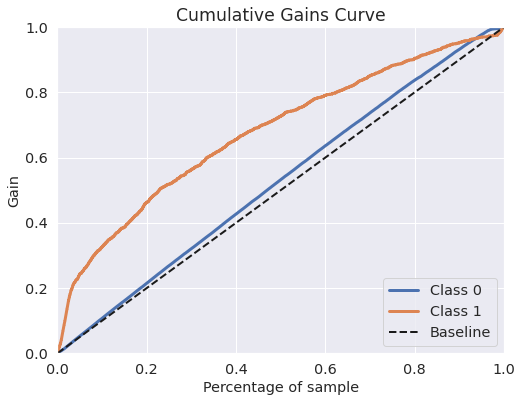 Cumulative Gains Curve
1.0
0.8
0.6
0.4
0.2
0.0
Gain
0.0 0.2 0.4 0.6 0.8 1.0
Percentage of sample
Class 0
Class 1
Baseline